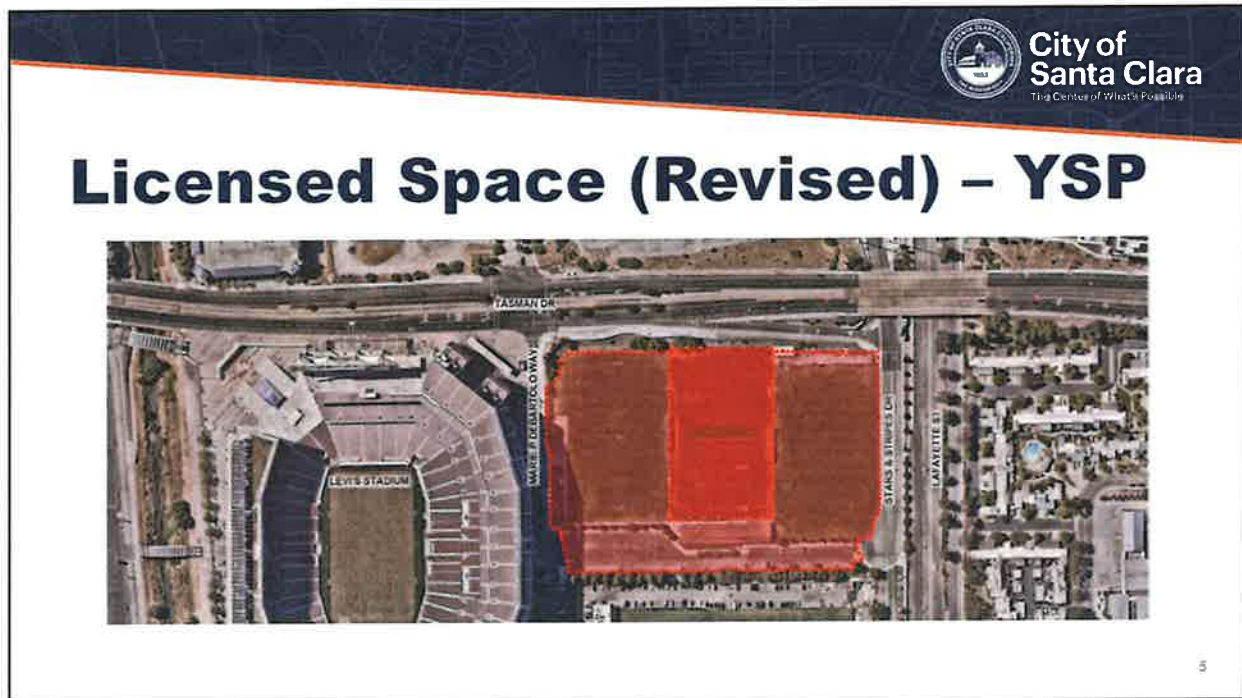 City of
Santa Clara
The Center of What's Possible
Licensed Space (Revised) – YSP
TASMAN DR
MARIE P DEBARTOLO WAY
LEVI'S STADIUM
STARS & STRIPES DR
LAFAYETTE ST
5